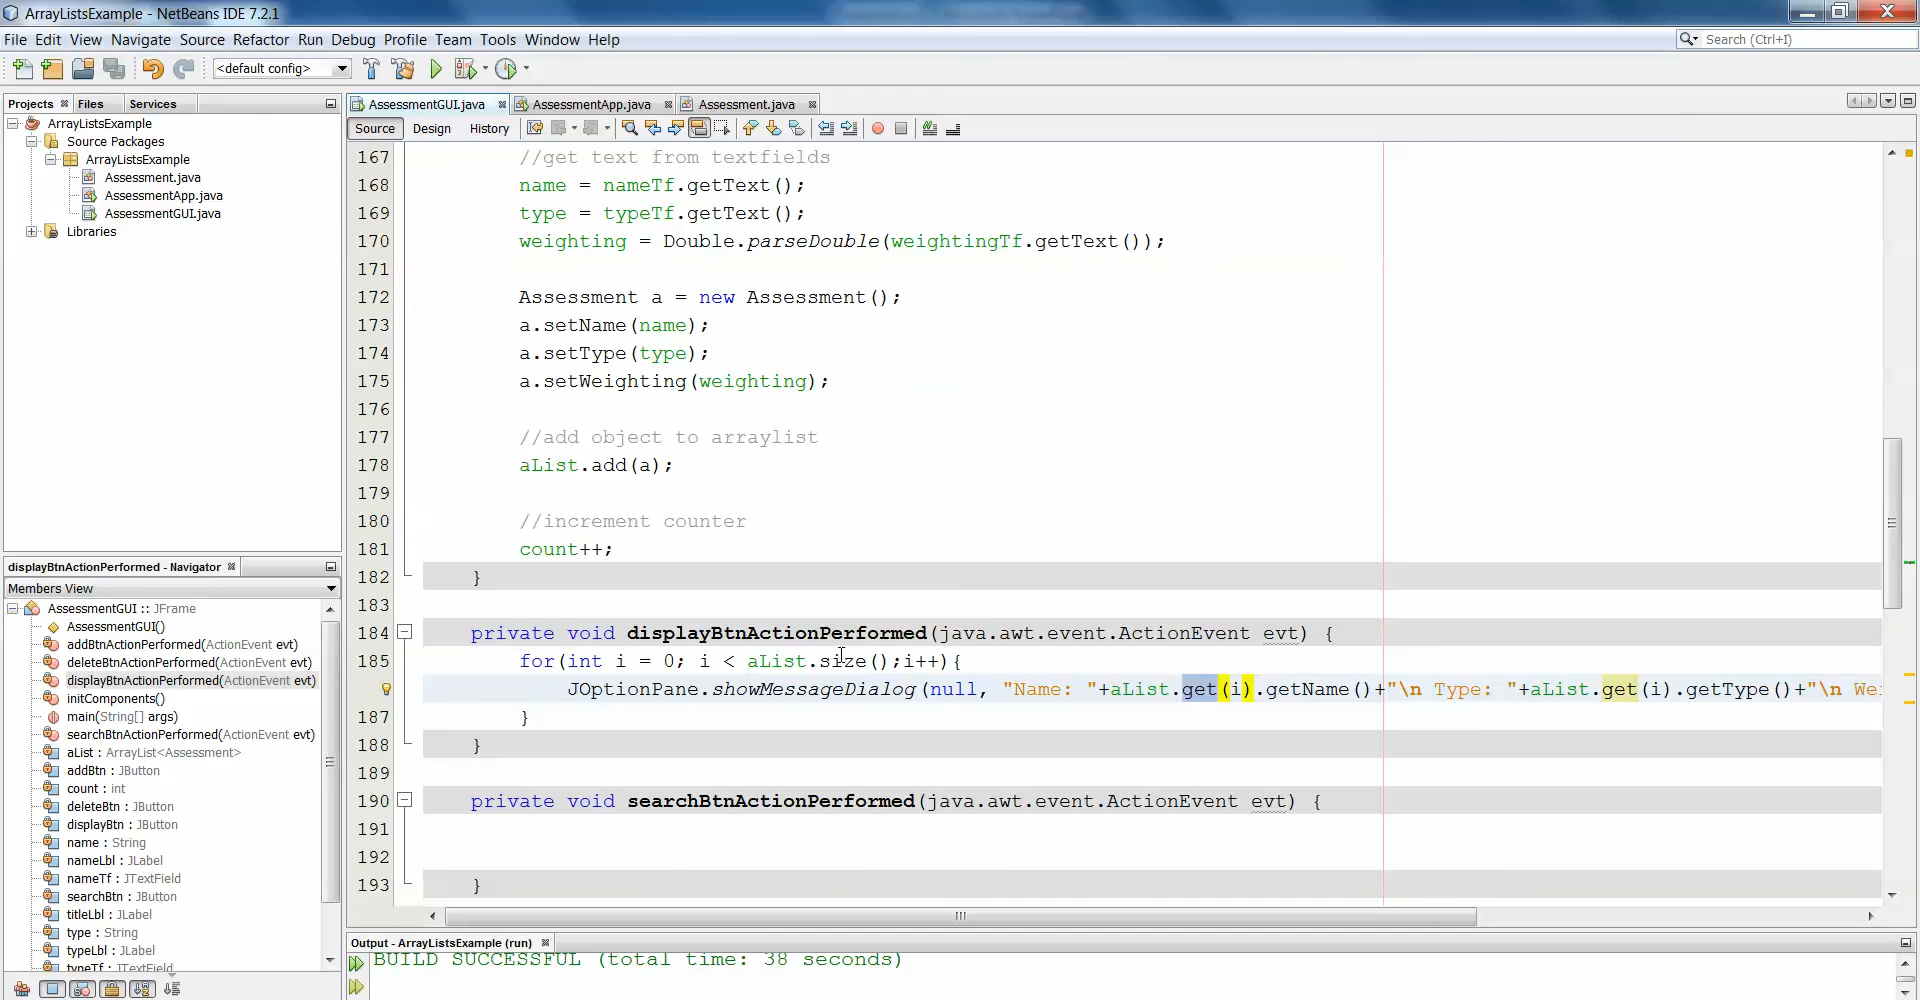 ArrayListsExample - NetBeans IDE 7.2.1
File Edit View Navigate Source Refactor Run Debug Profile Team Tools Window Help
Search (Ctrl+I)
<default config>
Projects Files Services
ArrayListsExample
Source Packages
ArrayListsExample
Assessment.java
AssessmentApp.java
AssessmentGUI.java
Libraries
displayBtnActionPerformed - Navigator
Members View
AssessmentGUI :: JFrame
AssessmentGUI()
addBtnActionPerformed(ActionEvent evt)
deleteBtnActionPerformed(ActionEvent evt)
displayBtnActionPerformed(ActionEvent evt)
initComponents()
main(String[] args)
searchBtnActionPerformed(ActionEvent evt)
aList : ArrayList<Assessment>
addBtn : JButton
count : int
deleteBtn : JButton
displayBtn : JButton
name : String
nameLbl : JLabel
nameTf : JTextField
searchBtn : JButton
titleLbl : JLabel
type : String
typeLbl : JLabel
typeTf : JTextField
AssessmentGUI.java AssessmentApp.java Assessment.java
Source Design History
167 //get text from textfields
168 name = nameTf.getText();
169 type = typeTf.getText();
170 weighting = Double.parseDouble(weightingTf.getText());
171
172 Assessment a = new Assessment();
173 a.setName(name);
174 a.setType(type);
175 a.setWeighting(weighting);
176
177 //add object to arraylist
178 aList.add(a);
179
180 //increment counter
181 count++;
182 }
183
184 private void displayBtnActionPerformed(java.awt.event.ActionEvent evt) {
185 for(int i = 0; i < aList.size();i++){
JOptionPane.showMessageDialog(null, "Name: "+aList.get(i).getName()+"\n Type: "+aList.get(i).getType()+"\n We
187 }
188 }
189
190 private void searchBtnActionPerformed(java.awt.event.ActionEvent evt) {
191
192
193 }
Output - ArrayListsExample (run)
BUILD SUCCESSFUL (total time: 38 seconds)